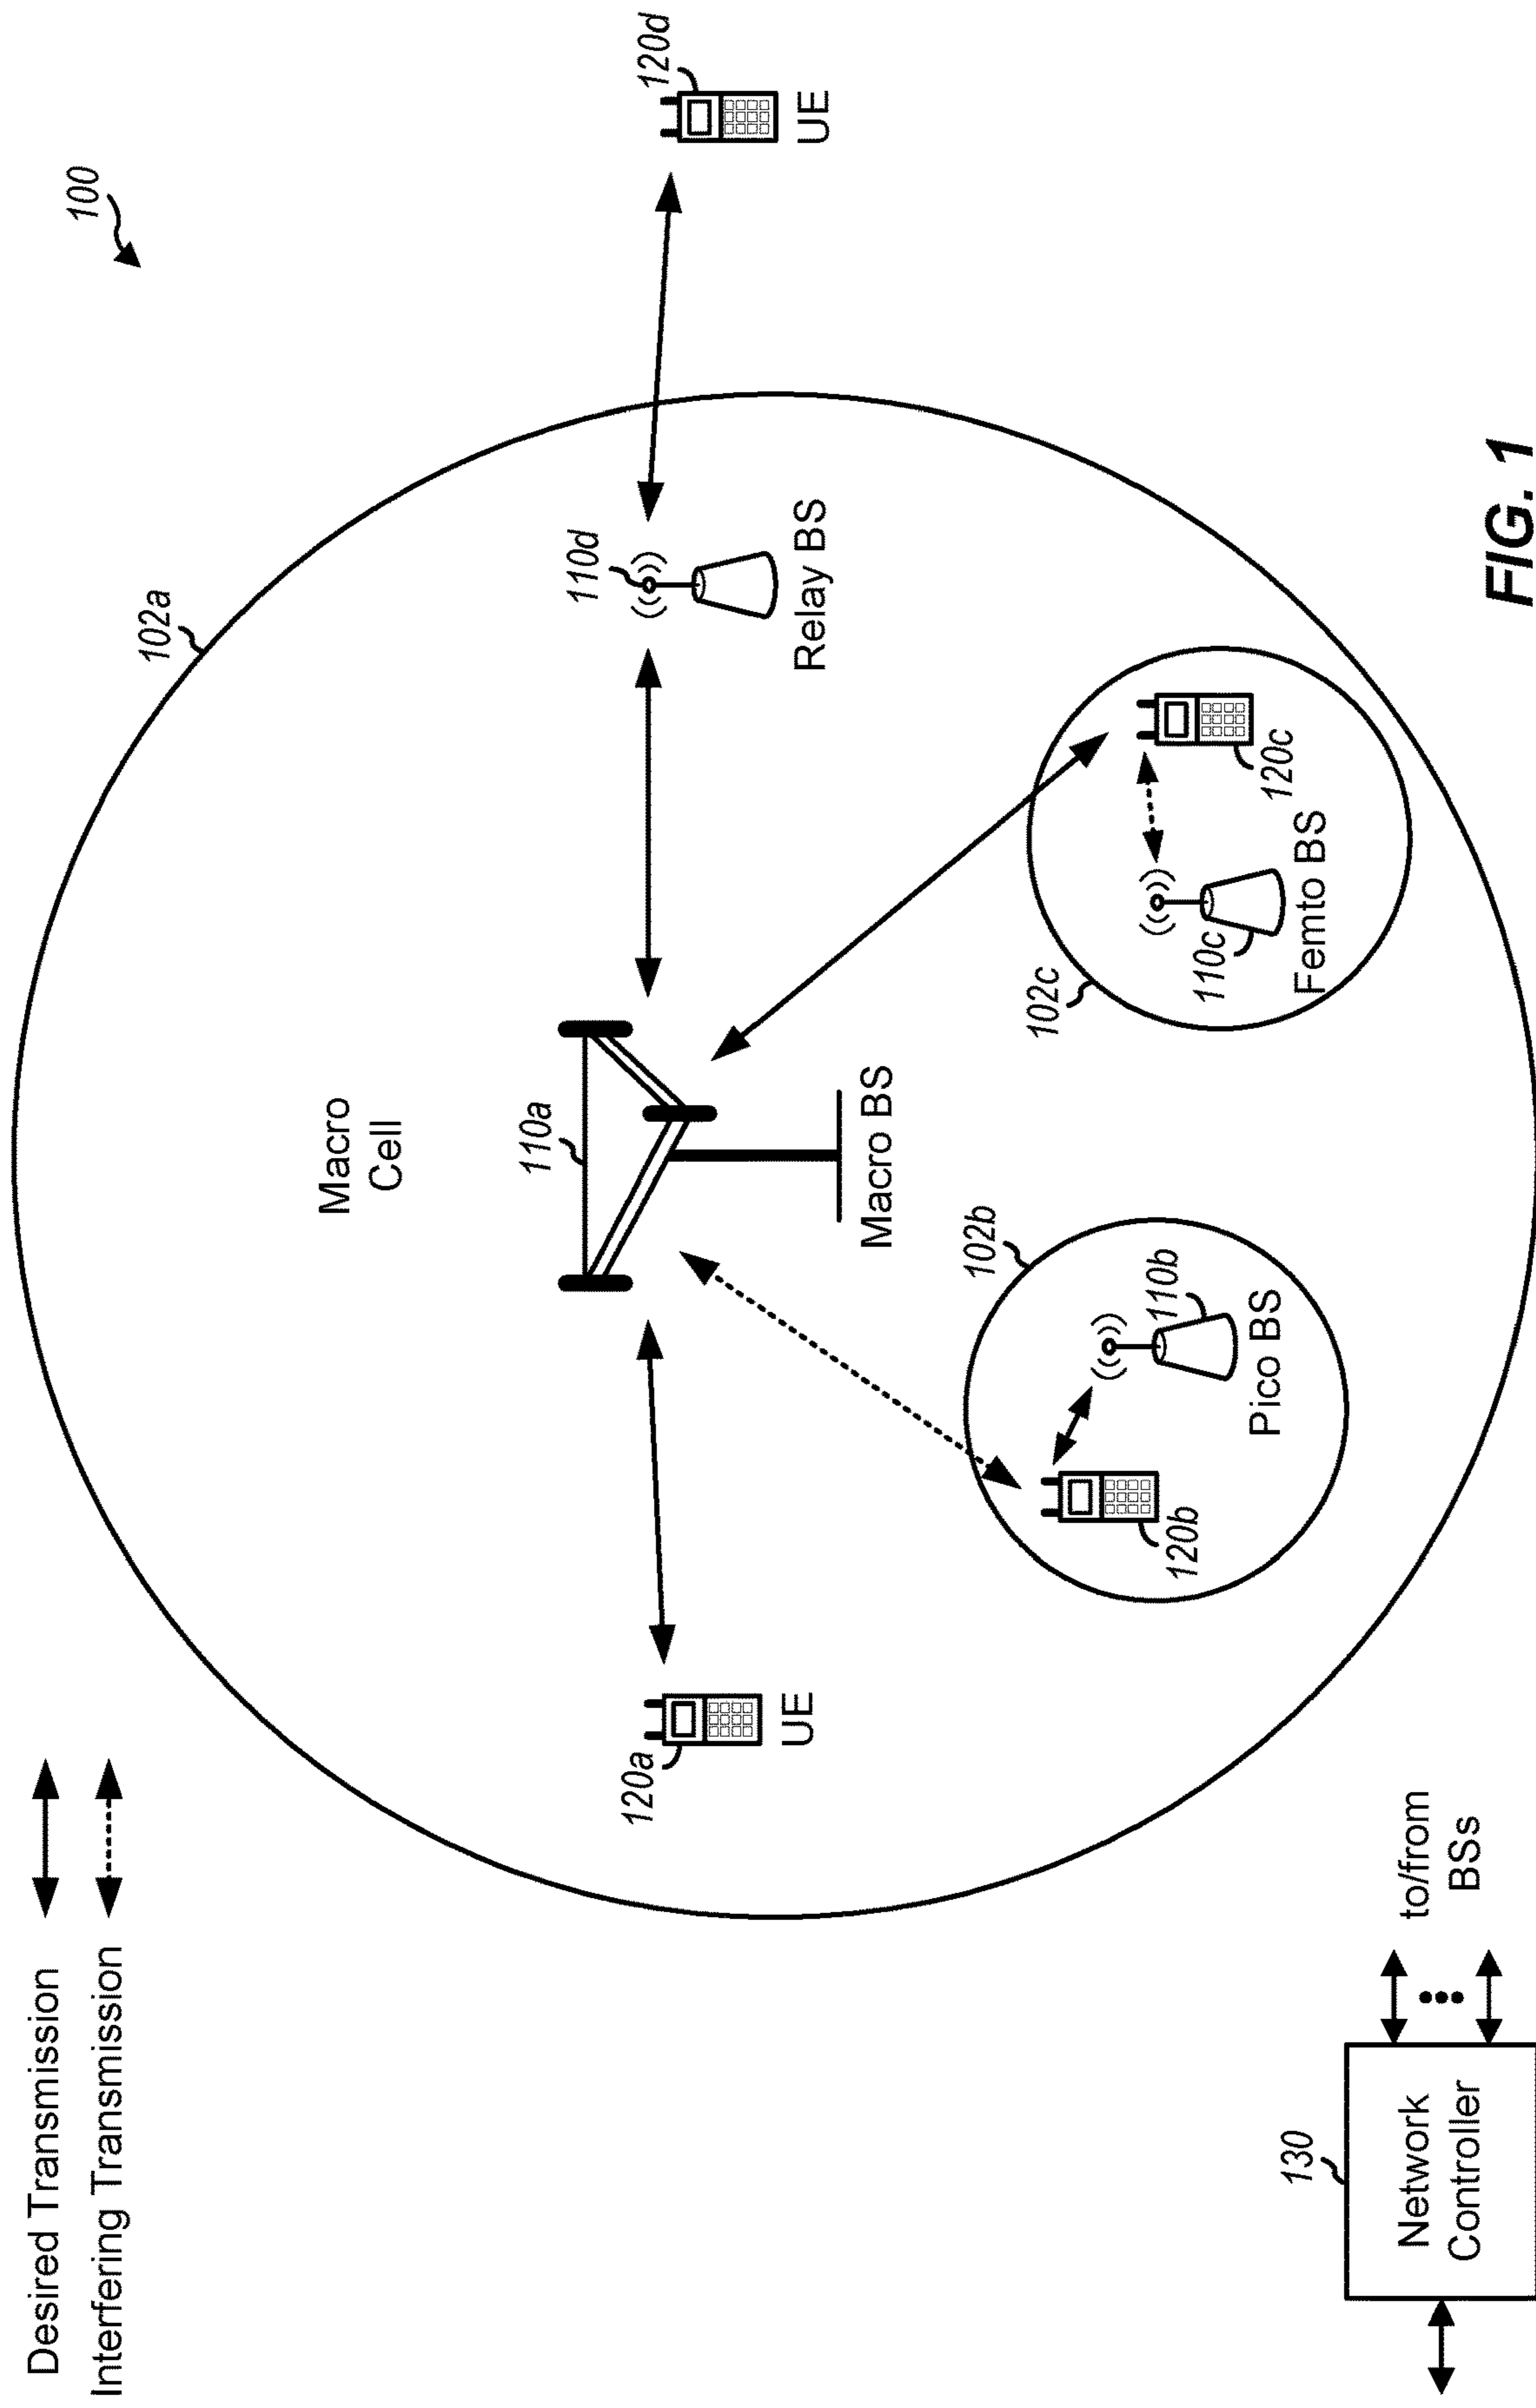 Desired Transmission
Interfering Transmission
100
102a
Macro
Cell
110a
Macro BS
110d
Relay BS
120d
UE
120a
UE
102b
110b
Pico BS
120b
102c
120c
110c
Femto BS
130
Network
Controller
to/from
BSs
FIG. 1